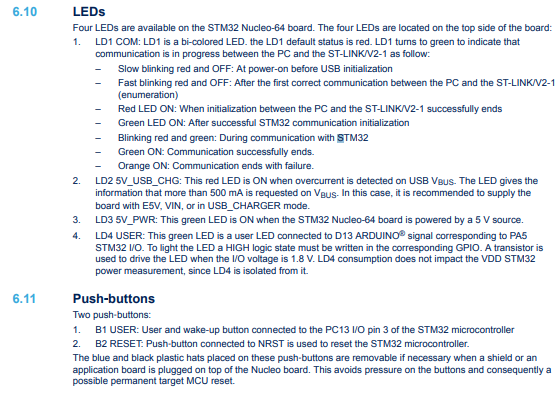 6.10 LEDs
Four LEDs are available on the STM32 Nucleo-64 board. The four LEDs are located on the top side of the board:
1. LD1 COM: LD1 is a bi-colored LED. the LD1 default status is red. LD1 turns to green to indicate that
communication is in progress between the PC and the ST-LINK/V2-1 as follow:
– Slow blinking red and OFF: At power-on before USB initialization
– Fast blinking red and OFF: After the first correct communication between the PC and the ST-LINK/V2-1
(enumeration)
– Red LED ON: When initialization between the PC and the ST-LINK/V2-1 successfully ends
– Green LED ON: After successful STM32 communication initialization
– Blinking red and green: During communication with STM32
– Green ON: Communication successfully ends.
– Orange ON: Communication ends with failure.
2. LD2 5V_USB_CHG: This red LED is ON when overcurrent is detected on USB VBUS. The LED gives the
information that more than 500 mA is requested on VBUS. In this case, it is recommended to supply the
board with E5V, VIN, or in USB_CHARGER mode.
3. LD3 5V_PWR: This green LED is ON when the STM32 Nucleo-64 board is powered by a 5 V source.
4. LD4 USER: This green LED is a user LED connected to D13 ARDUINO® signal corresponding to PA5
STM32 I/O. To light the LED a HIGH logic state must be written in the corresponding GPIO. A transistor is
used to drive the LED when the I/O voltage is 1.8 V. LD4 consumption does not impact the VDD STM32
power measurement, since LD4 is isolated from it.
6.11 Push-buttons
Two push-buttons:
1. B1 USER: User and wake-up button connected to the PC13 I/O pin 3 of the STM32 microcontroller
2. B2 RESET: Push-button connected to NRST is used to reset the STM32 microcontroller.
The blue and black plastic hats placed on these push-buttons are removable if necessary when a shield or an
application board is plugged on top of the Nucleo board. This avoids pressure on the buttons and consequently a
possible permanent target MCU reset.